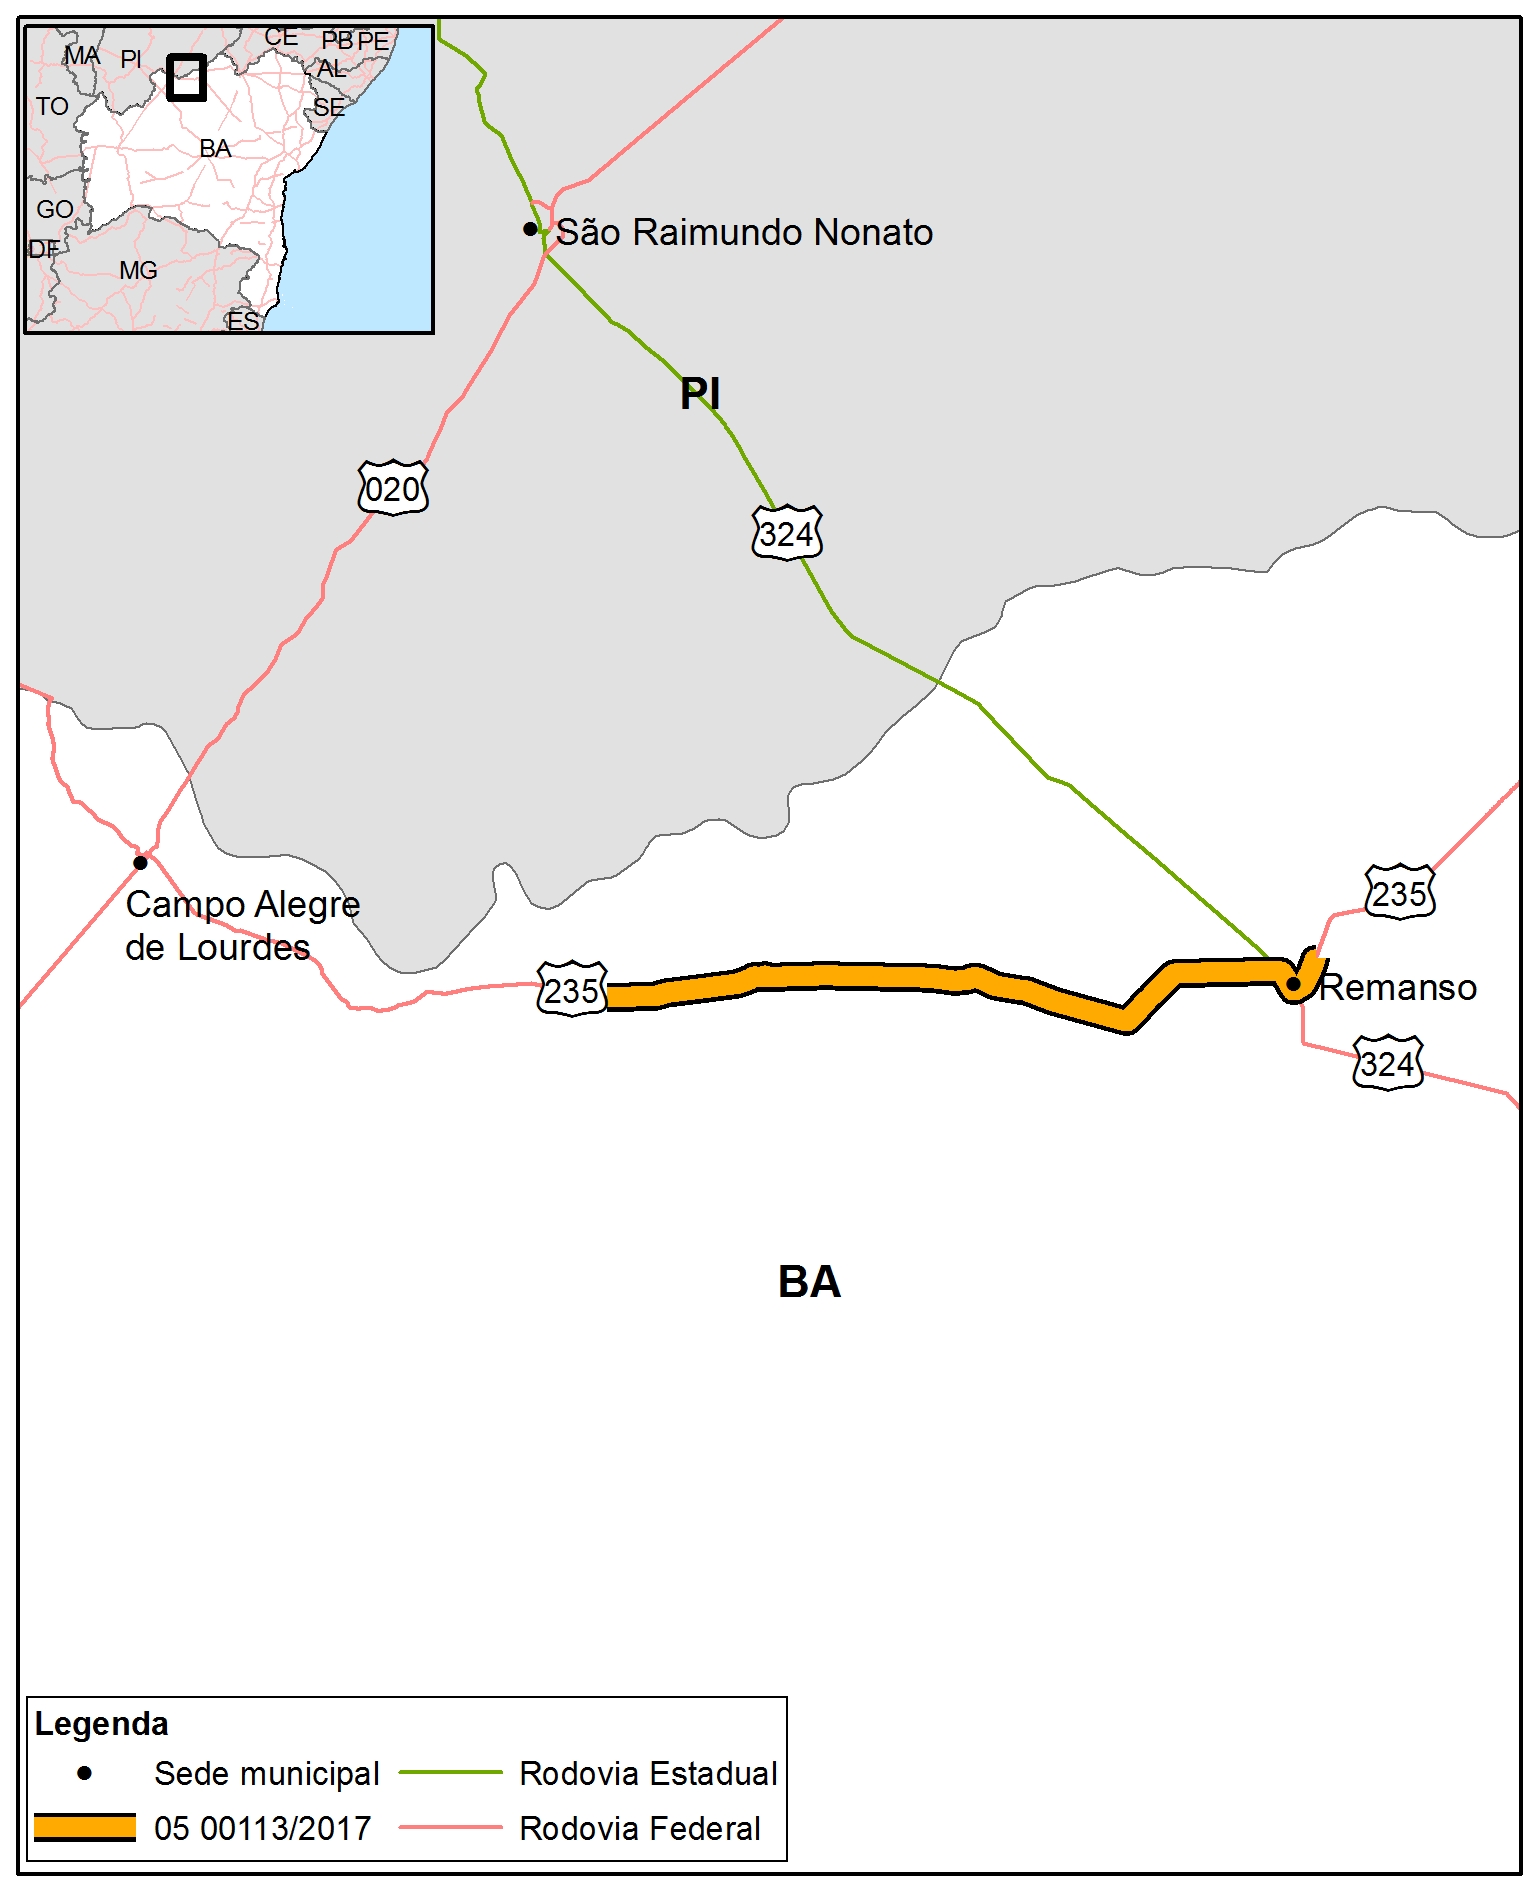 MA
PI
CE
PB
PE
AL
TO
SE
BA
GO
DF
MG
ES
São Raimundo Nonato
PI
020
324
235
Campo Alegre
de Lourdes
235
Remanso
324
BA
Legenda
Sede municipal
Rodovia Estadual
05 00113/2017
Rodovia Federal